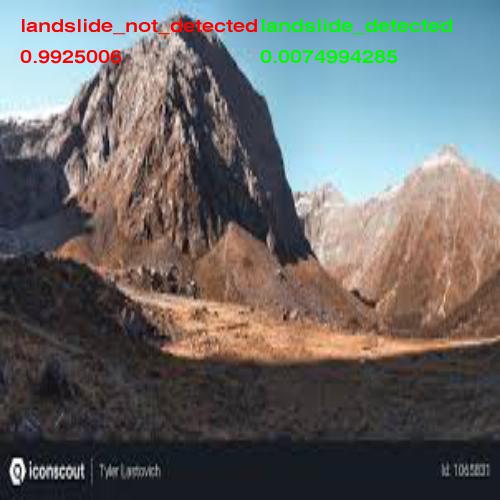 landslide_not_detected landslide_detected
0.9925006 0.0074994285
iconscout Tyler Lastovich Id: 1065831